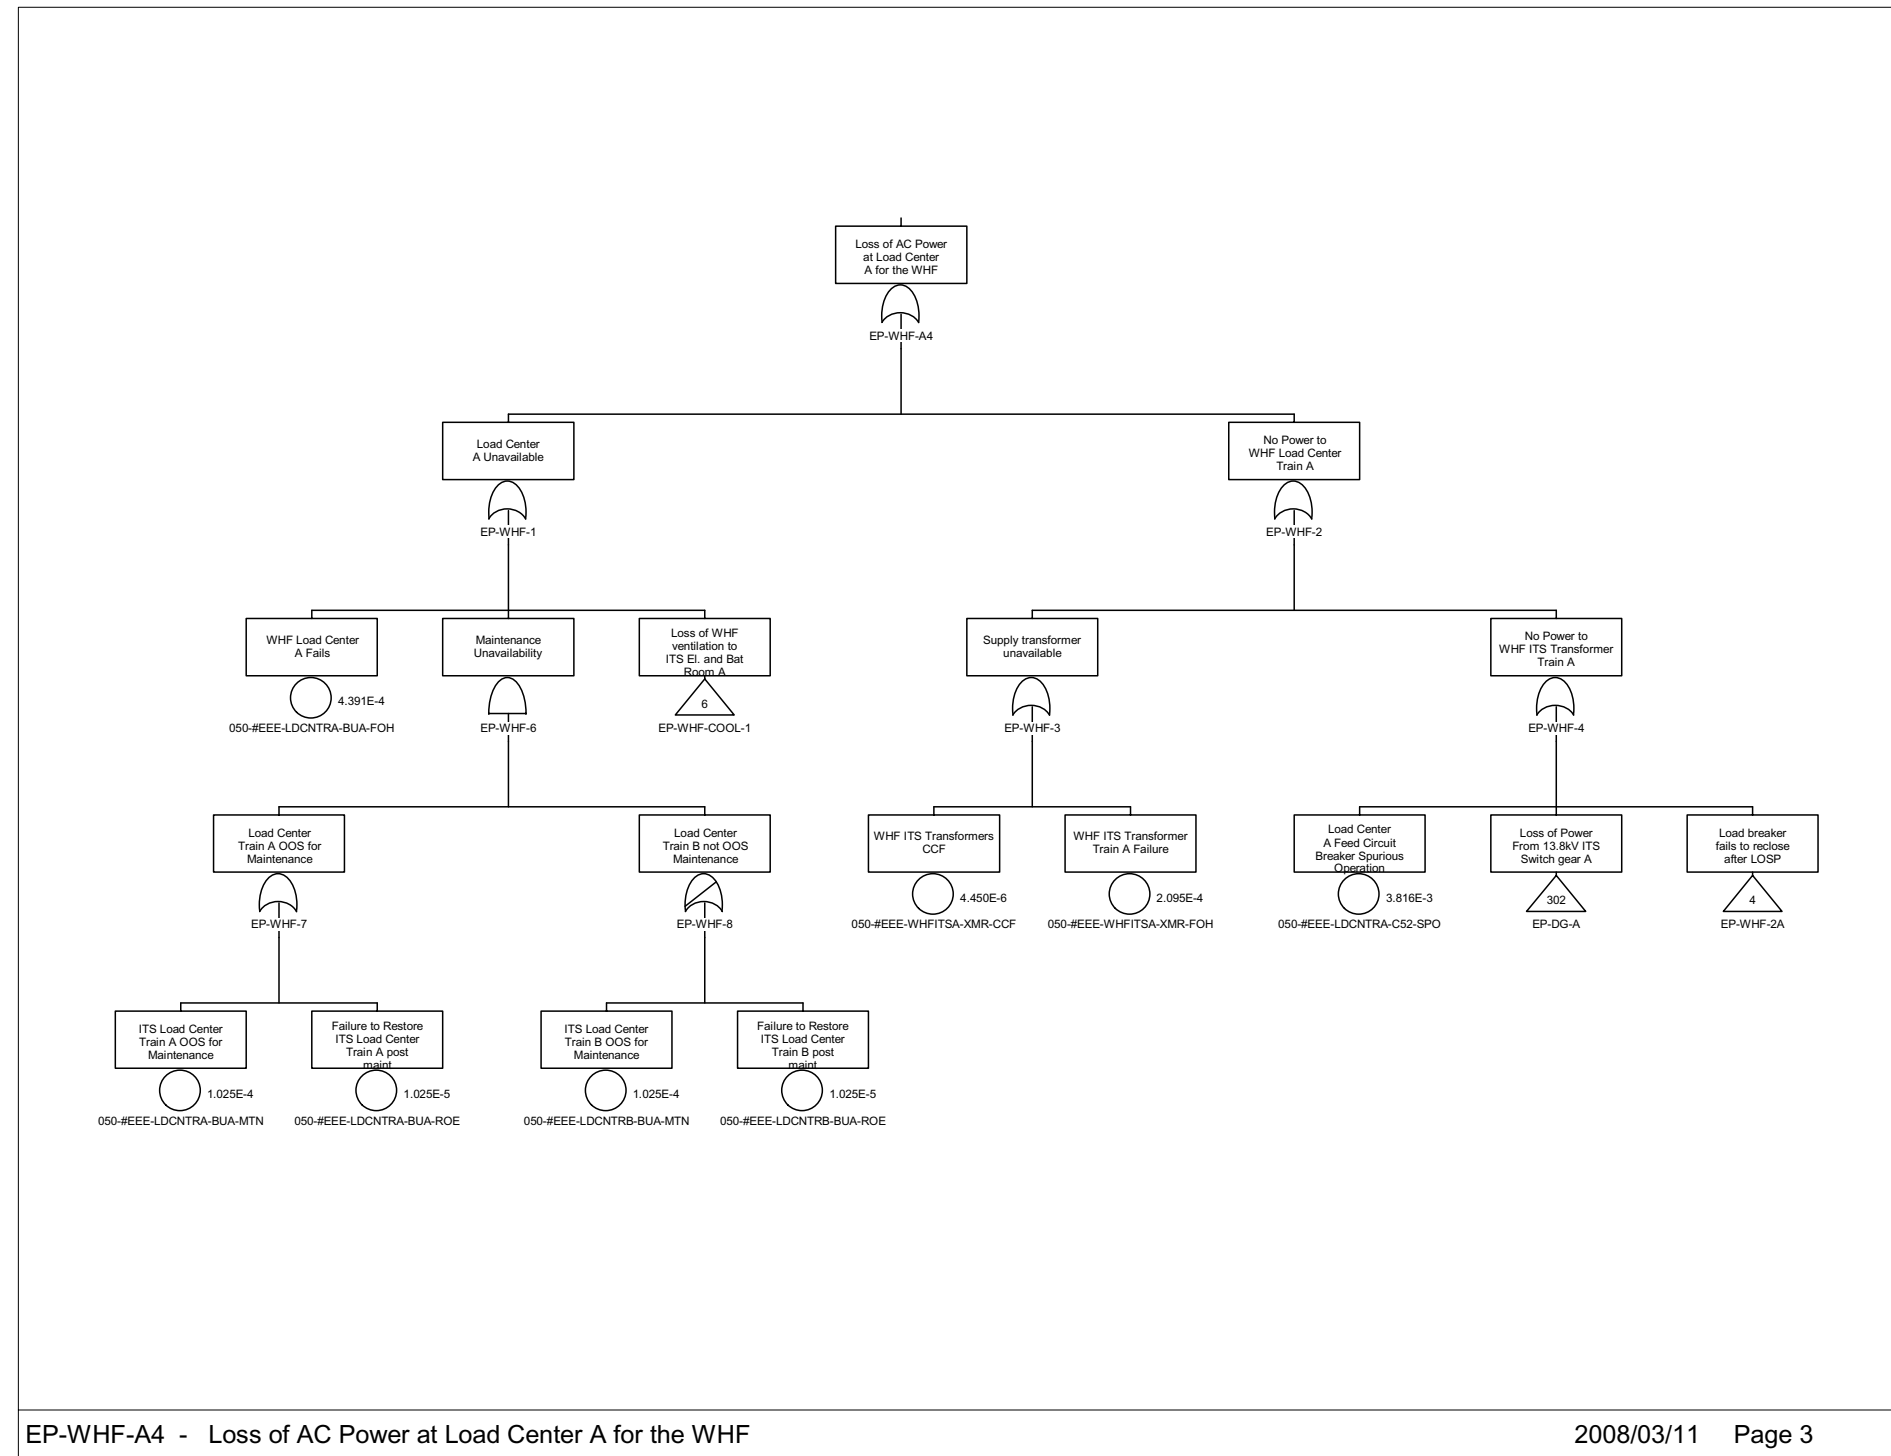 Loss of AC Power
at Load Center
A for the WHF
EP-WHF-A4
Load Center
A Unavailable
EP-WHF-1
No Power to
WHF Load Center
Train A
EP-WHF-2
WHF Load Center
A Fails
4.391E-4
050-#EEE-LDCNTRA-BUA-FOH
Maintenance
Unavailability
EP-WHF-6
Loss of WHF
ventilation to
ITS El. and Bat
Room A
6
EP-WHF-COOL-1
Supply transformer
unavailable
EP-WHF-3
No Power to
WHF ITS Transformer
Train A
EP-WHF-4
Load Center
Train A OOS for
Maintenance
EP-WHF-7
Load Center
Train B not OOS
Maintenance
EP-WHF-8
WHF ITS Transformers
CCF
4.450E-6
050-#EEE-WHFITSA-XMR-CCF
WHF ITS Transformer
Train A Failure
2.095E-4
050-#EEE-WHFITSA-XMR-FOH
Load Center
A Feed Circuit
Breaker Spurious
Operation
3.816E-3
050-#EEE-LDCNTRA-C52-SPO
Loss of Power
From 13.8kV ITS
Switch gear A
302
EP-DG-A
Load breaker
fails to reclose
after LOSP
4
EP-WHF-2A
ITS Load Center
Train A OOS for
Maintenance
1.025E-4
050-#EEE-LDCNTRA-BUA-MTN
Failure to Restore
ITS Load Center
Train A post
maint
1.025E-5
050-#EEE-LDCNTRA-BUA-ROE
ITS Load Center
Train B OOS for
Maintenance
1.025E-4
050-#EEE-LDCNTRB-BUA-MTN
Failure to Restore
ITS Load Center
Train B post
maint
1.025E-5
050-#EEE-LDCNTRB-BUA-ROE
EP-WHF-A4 - Loss of AC Power at Load Center A for the WHF
2008/03/11 Page 3